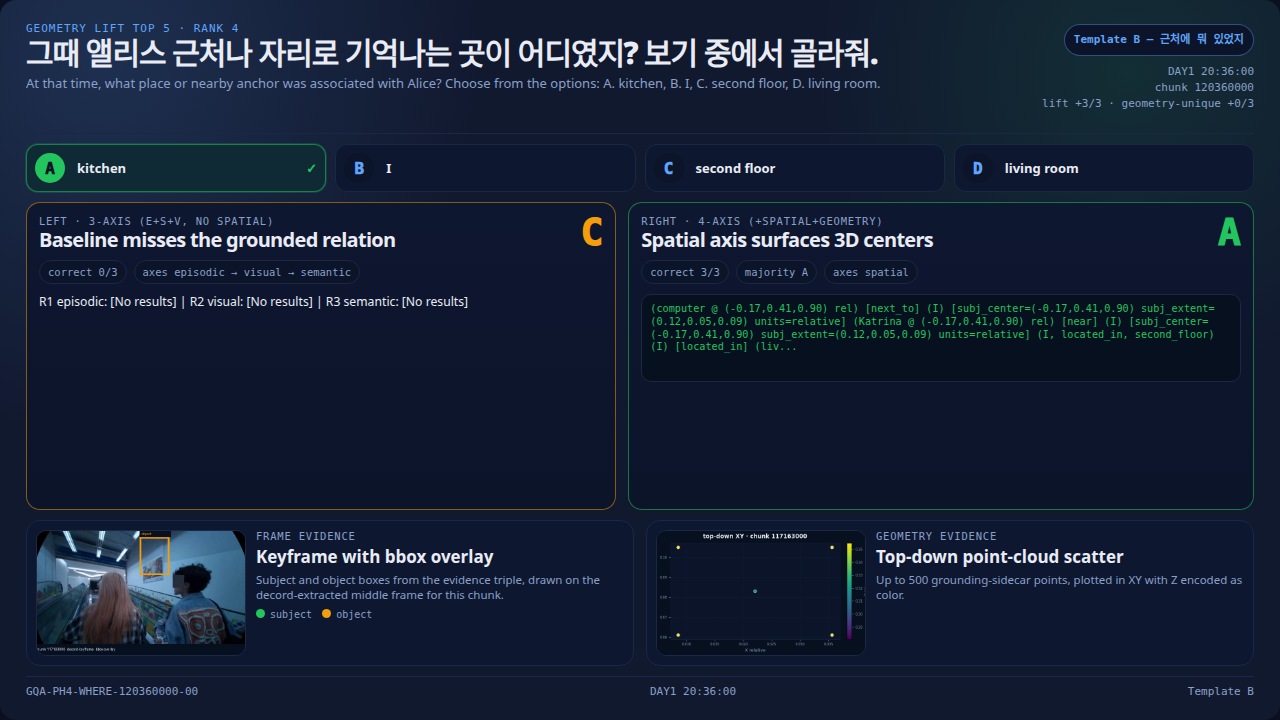 GEOMETRY LIFT TOP 5 · RANK 4
그때 앨리스 근처나 자리로 기억나는 곳이 어디였지? 보기 중에서 골라줘.
At that time, what place or nearby anchor was associated with Alice? Choose from the options: A. kitchen, B. I, C. second floor, D. living room.
Template B — 근처에 뭐 있었지
DAY1 20:36:00
chunk 120360000
lift +3/3 · geometry-unique +0/3
A kitchen ✓
B I
C second floor
D living room
LEFT · 3-AXIS (E+S+V, NO SPATIAL)
C
Baseline misses the grounded relation
correct 0/3
axes episodic → visual → semantic
R1 episodic: [No results] | R2 visual: [No results] | R3 semantic: [No results]
RIGHT · 4-AXIS (+SPATIAL+GEOMETRY)
A
Spatial axis surfaces 3D centers
correct 3/3
majority A
axes spatial
(computer @ (-0.17,0.41,0.90) rel) [next_to] (I) [subj_center=(-0.17,0.41,0.90) subj_extent=
(0.12,0.05,0.09) units=relative] (Katrina @ (-0.17,0.41,0.90) rel) [near] (I) [subj_center=
(-0.17,0.41,0.90) subj_extent=(0.12,0.05,0.09) units=relative] (I, located_in, second_floor)
(I) [located_in] (liv...
FRAME EVIDENCE
Keyframe with bbox overlay
Subject and object boxes from the evidence triple, drawn on the
decord-extracted middle frame for this chunk.
subject object
top-down XY · chunk 117163000
X relative
GEOMETRY EVIDENCE
Top-down point-cloud scatter
Up to 500 grounding-sidecar points, plotted in XY with Z encoded as
color.
GQA-PH4-WHERE-120360000-00
DAY1 20:36:00
Template B